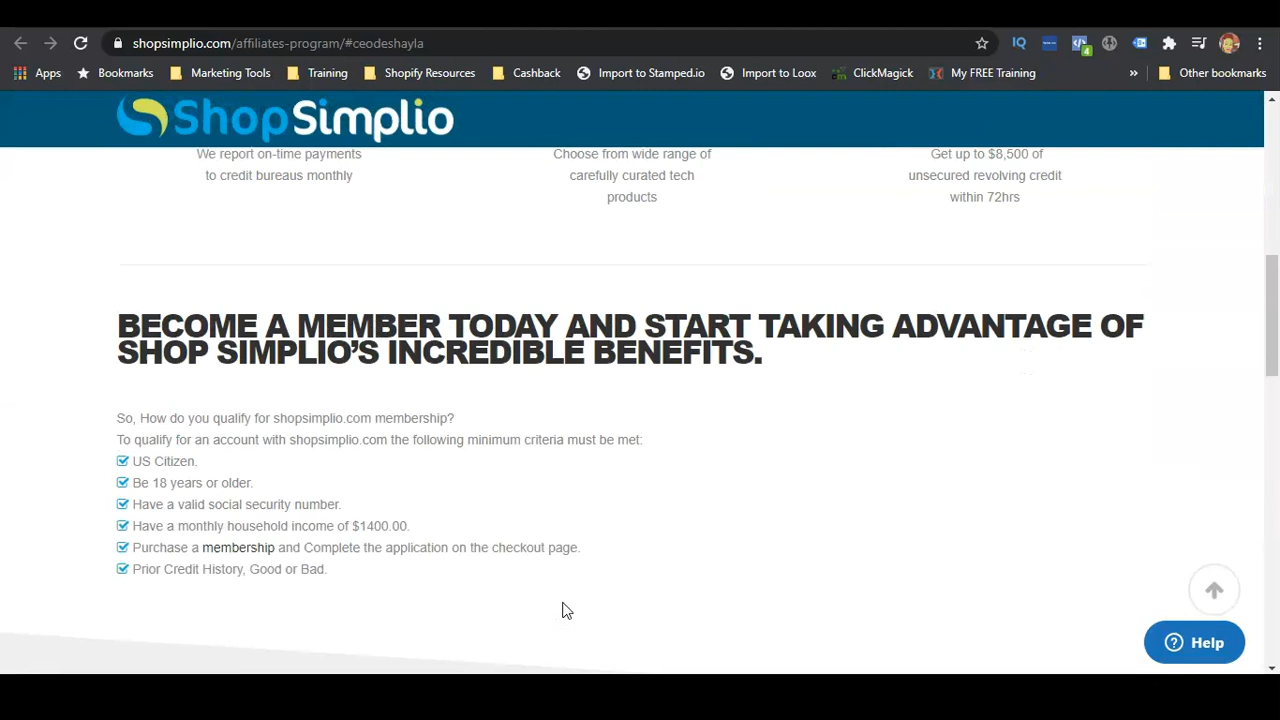 shopsimplio.com/affiliates-program/#ceodeshayla
IQ
4
Apps Bookmarks Marketing Tools Training Shopify Resources Cashback Import to Stamped.io Import to Loox ClickMagick My FREE Training » Other bookmarks
ShopSimplio
We report on-time payments
to credit bureaus monthly
Choose from wide range of
carefully curated tech
products
Get up to $8,500 of
unsecured revolving credit
within 72hrs
BECOME A MEMBER TODAY AND START TAKING ADVANTAGE OF
SHOP SIMPLIO’S INCREDIBLE BENEFITS.
So, How do you qualify for shopsimplio.com membership?
To qualify for an account with shopsimplio.com the following minimum criteria must be met:
US Citizen.
Be 18 years or older.
Have a valid social security number.
Have a monthly household income of $1400.00.
Purchase a membership and Complete the application on the checkout page.
Prior Credit History, Good or Bad.
Help